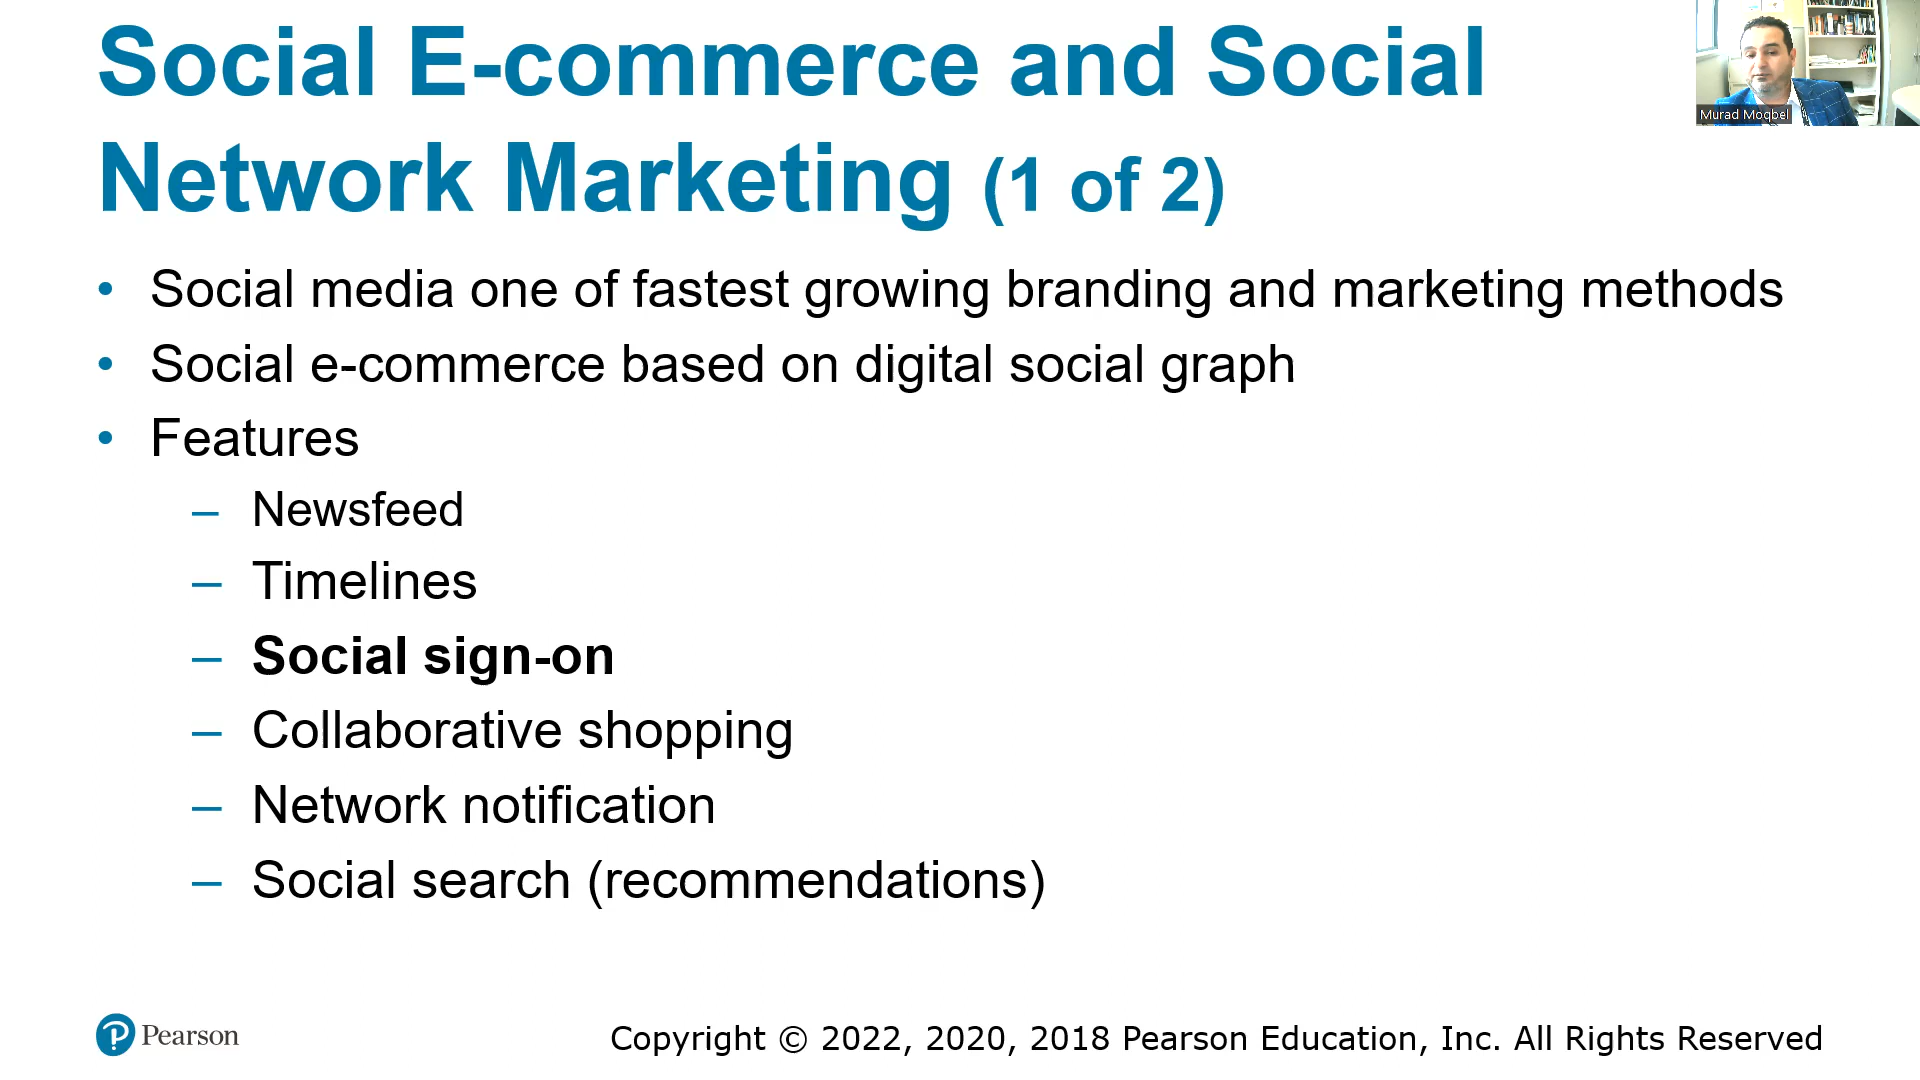 Social E-commerce and Social
Network Marketing (1 of 2)
Murad Moqbel
• Social media one of fastest growing branding and marketing methods
• Social e-commerce based on digital social graph
• Features
– Newsfeed
– Timelines
– Social sign-on
– Collaborative shopping
– Network notification
– Social search (recommendations)
Pearson
Copyright © 2022, 2020, 2018 Pearson Education, Inc. All Rights Reserved